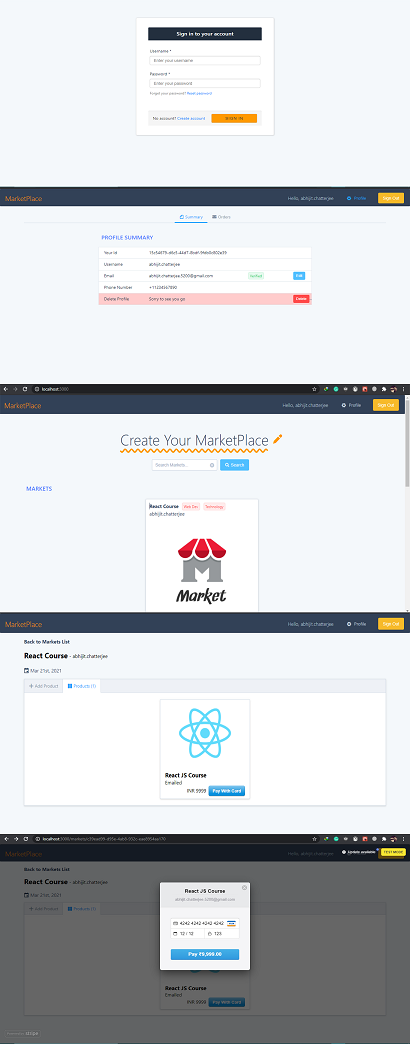 Sign in to your account
Username *
Enter your username
Password *
Enter your password
Forgot your password? Reset password
No account? Create account
SIGN IN
MarketPlace
Hello, abhijit.chatterjee
Profile
Sign Out
Summary
Orders
PROFILE SUMMARY
Your Id
Username
abhijit.chatterjee
Email
abhijit.chatterjee.5200@gmail.com
Verified
Edit
Phone Number
Delete Profile
Sorry to see you go
Delete
localhost:3000
MarketPlace
Hello, abhijit.chatterjee
Profile
Sign Out
Create Your MarketPlace
Search Markets...
Search
MARKETS
React Course
Web Dev
Technology
abhijit.chatterjee
Market
MarketPlace
Hello, abhijit.chatterjee
Profile
Sign Out
Back to Markets List
React Course - abhijit.chatterjee
Mar 21st, 2021
Add Product
Products (1)
React JS Course
Emailed
INR 9999
Pay With Card
MarketPlace
Hello, abhijit.chatterjee
Update available
TEST MODE
Back to Markets List
React Course - abhijit.chatterjee
Mar 21st, 2021
Add Product
Products (1)
React JS Course
abhijit.chatterjee.5200@gmail.com
4242 4242 4242 4242
12 / 12
123
Pay ₹9,999.00
React JS Course
Emailed
INR 9999
Pay With Card
stripe